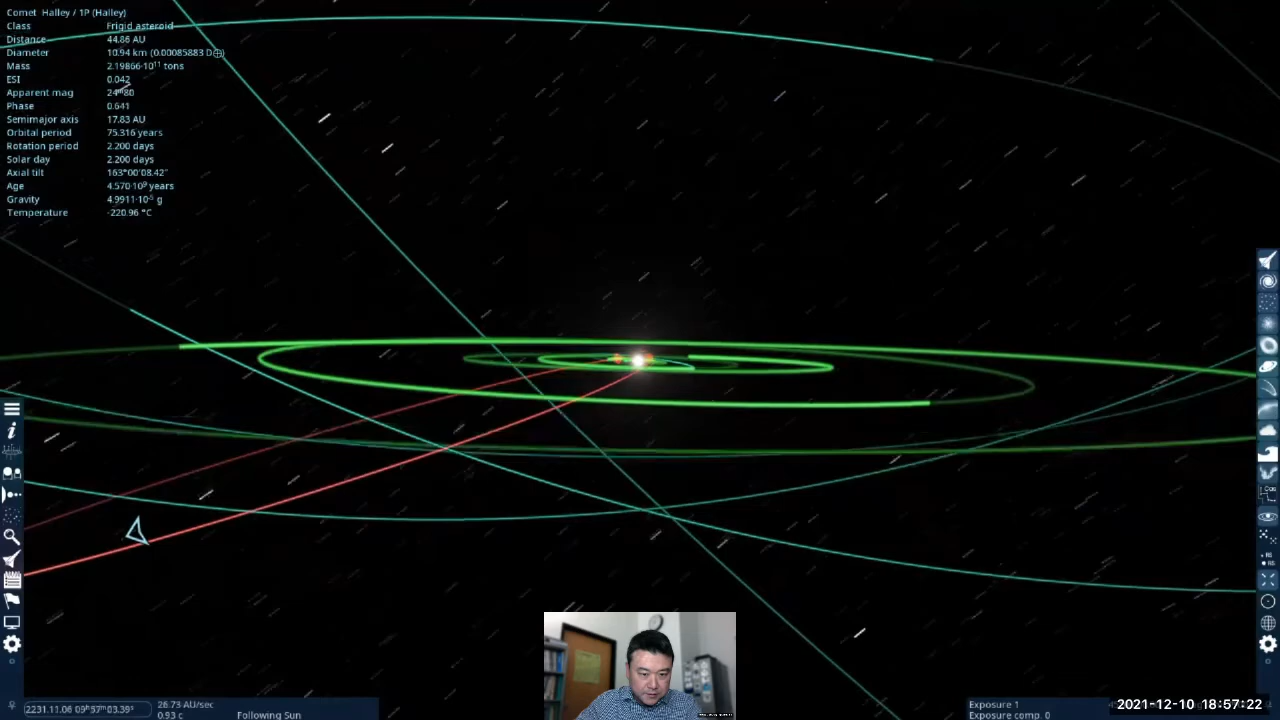 Comet Halley / 1P (Halley)
Class Frigid asteroid
Distance 44.86 AU
Diameter 10.94 km (0.00085883 D⊕)
Mass 2.19866·10¹¹ tons
ESI 0.042
Apparent mag 24ᵐ80
Phase 0.641
Semimajor axis 17.83 AU
Orbital period 75.316 years
Rotation period 2.200 days
Solar day 2.200 days
Axial tilt 163°00'08.42"
Age 4.570·10⁹ years
Gravity 4.9911·10⁻⁵ g
Temperature -220.96 °C
2231.11.06 09ʰ57ᵐ03.39ˢ
26.73 AU/sec
0.93 c
Following Sun
Exposure 1
Exposure comp. 0
2021-12-10 18:57:22